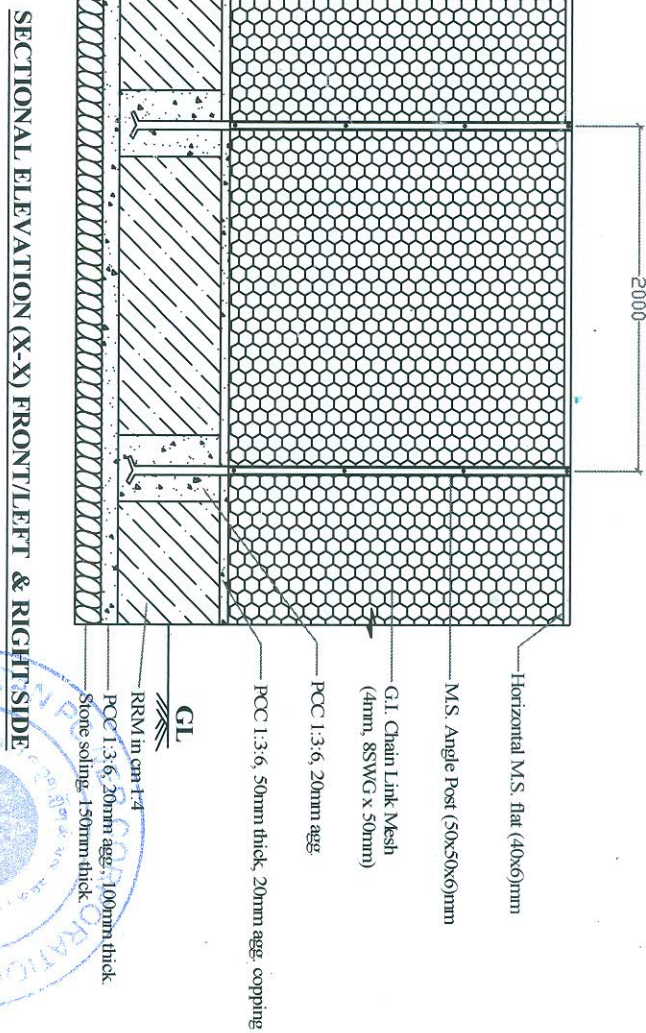 2000
Horizontal M.S. flat (40x6)mm
M.S. Angle Post (50x50x6)mm
G.I. Chain Link Mesh
(4mm, 8SWG x 50mm)
PCC 1:3:6, 20mm agg.
PCC 1:3:6, 50mm thick, 20mm agg. copping
GL
RRM in cm 1:4
PCC 1:3:6, 20mm agg., 100mm thick.
Stone soling, 150mm thick.
SECTIONAL ELEVATION (X-X) FRONT/LEFT & RIGHT SIDE
POWER CORPORATION